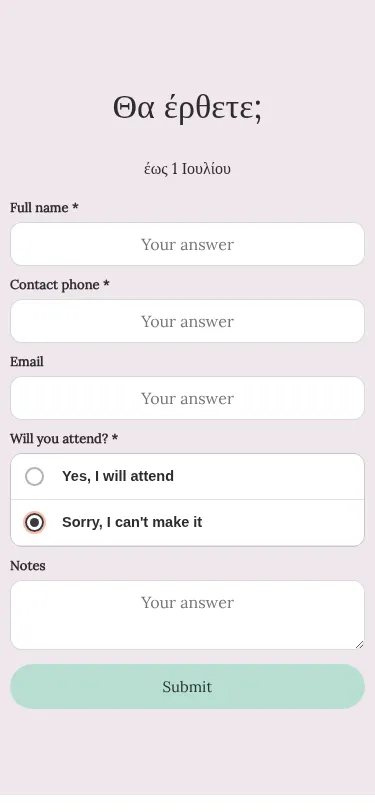 Θα έρθετε;
έως 1 Ιουλίου
Full name *
Your answer
Contact phone *
Your answer
Email
Your answer
Will you attend? *
Yes, I will attend
Sorry, I can't make it
Notes
Your answer
Submit